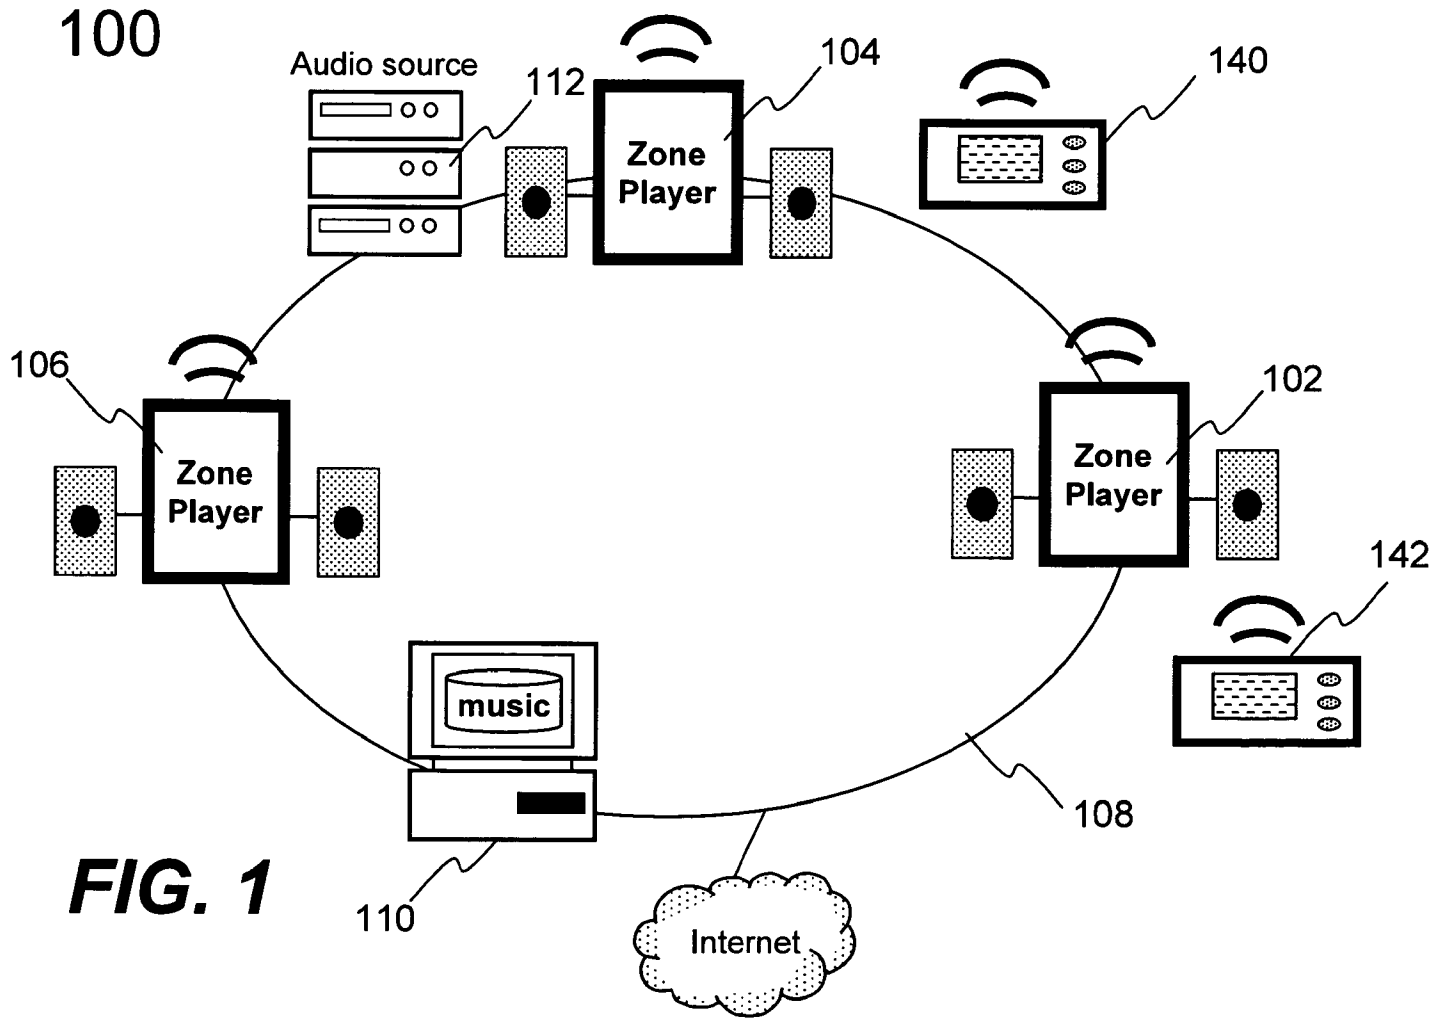 100
Audio source
112
104
140
Zone
Player
106
102
Zone
Player
Zone
Player
142
music
108
110
FIG. 1
Internet